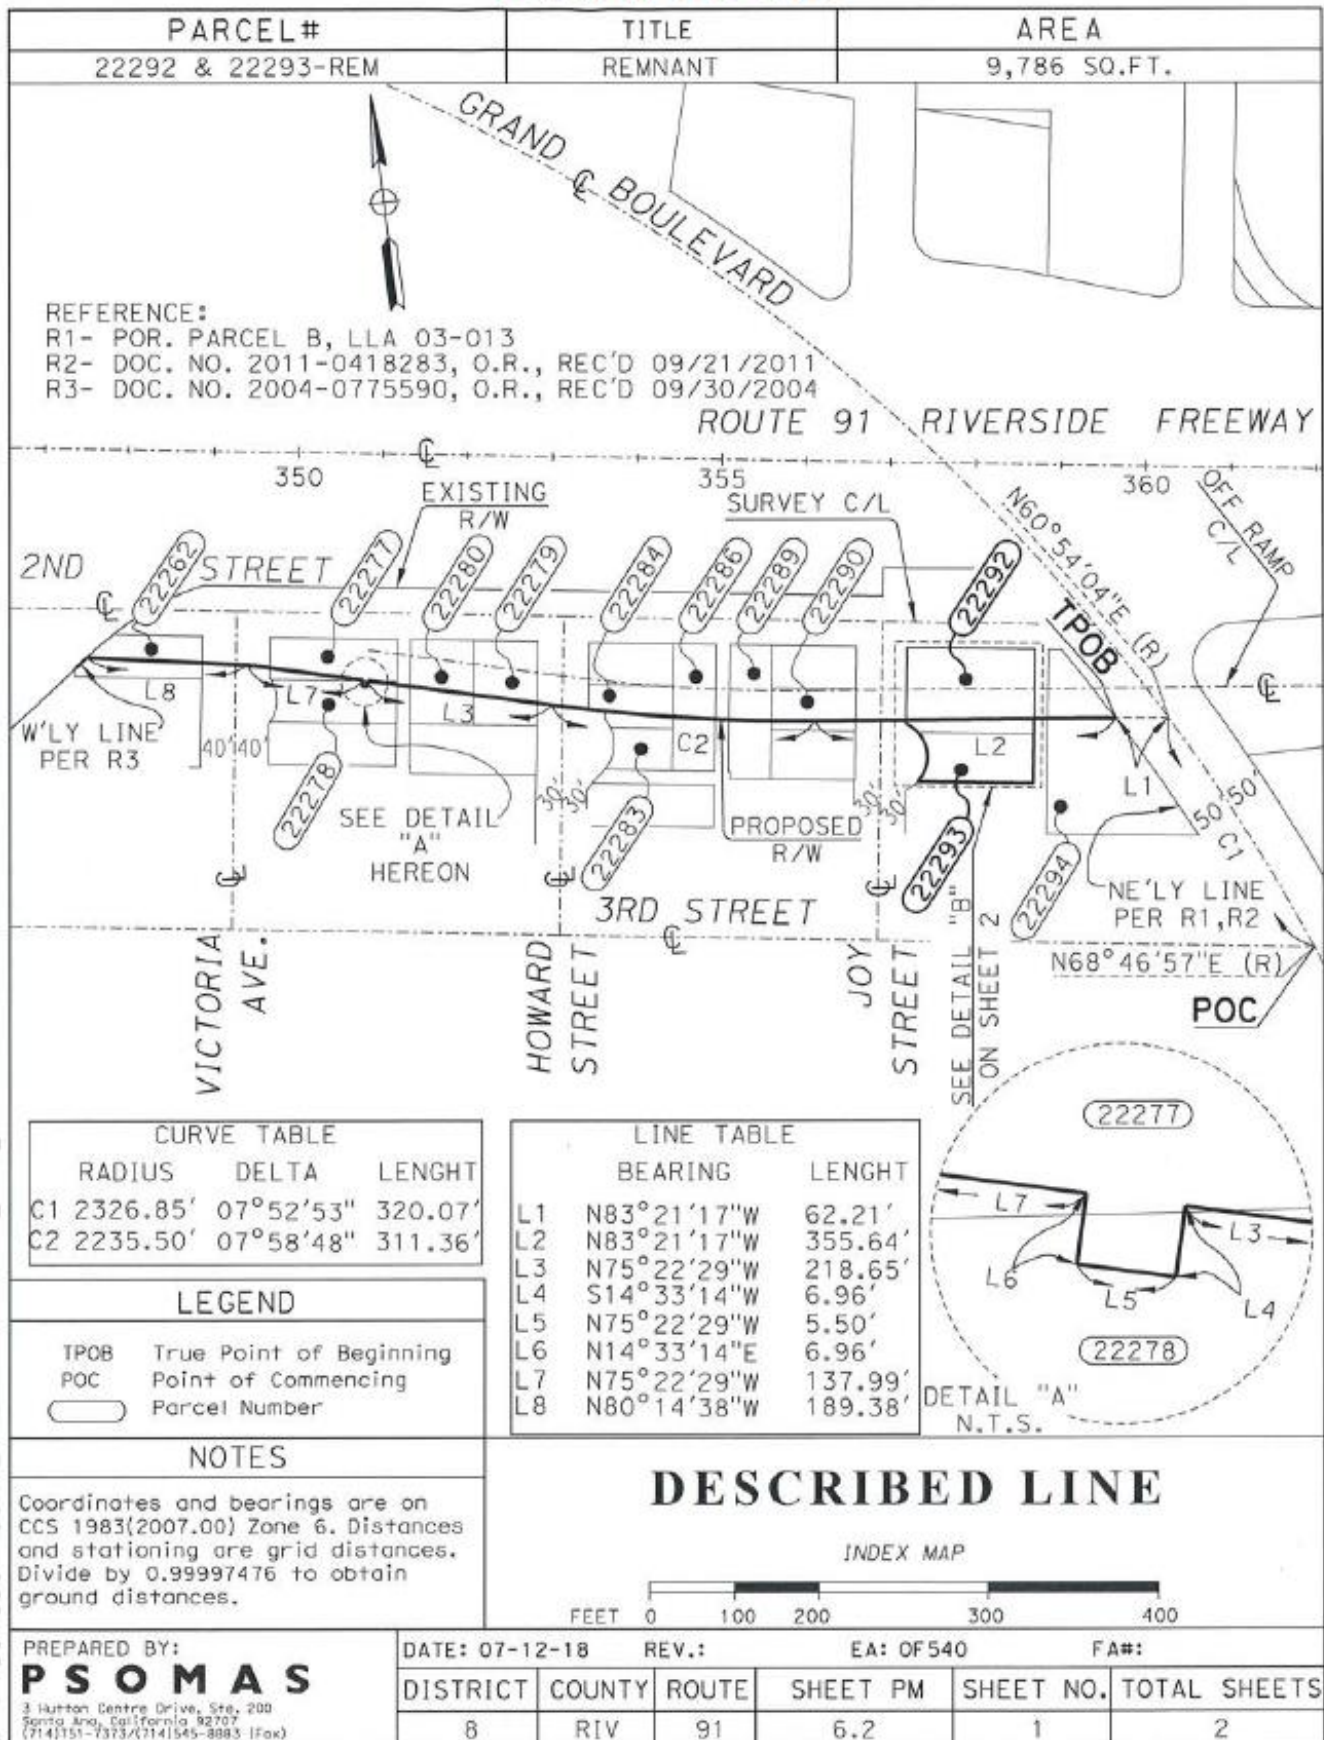 PARCEL# TITLE AREA
22292 & 22293-REM REMNANT 9,786 SQ.FT.
GRAND BOULEVARD
℄
REFERENCE:
R1- POR. PARCEL B, LLA 03-013
R2- DOC. NO. 2011-0418283, O.R., REC'D 09/21/2011
R3- DOC. NO. 2004-0775590, O.R., REC'D 09/30/2004
ROUTE 91 RIVERSIDE FREEWAY
℄
350 355 360
EXISTING
R/W
SURVEY C/L
N60°54'04"E (R)
OFF RAMP
C/L
2ND STREET
℄
22262
22277
22280
22279
22284
22286
22289
22290
22292
TPOB
℄
L8
L7
L3
C2
L2
L1
W'LY LINE
PER R3
40' 40'
22278
SEE DETAIL
"A"
HEREON
30' 30'
22283
PROPOSED
R/W
30' 30'
22293
22294
50' 50'
C1
NE'LY LINE
PER R1,R2
℄
℄
℄
3RD STREET
℄
N68°46'57"E (R)
POC
VICTORIA
AVE.
HOWARD
STREET
JOY
STREET
SEE DETAIL "B"
ON SHEET 2
CURVE TABLE
RADIUS DELTA LENGHT
C1 2326.85' 07°52'53" 320.07'
C2 2235.50' 07°58'48" 311.36'
LINE TABLE
BEARING LENGHT
L1 N83°21'17"W 62.21'
L2 N83°21'17"W 355.64'
L3 N75°22'29"W 218.65'
L4 S14°33'14"W 6.96'
L5 N75°22'29"W 5.50'
L6 N14°33'14"E 6.96'
L7 N75°22'29"W 137.99'
L8 N80°14'38"W 189.38'
22277
L7
L3
L6
L5
L4
22278
DETAIL "A"
N.T.S.
LEGEND
TPOB True Point of Beginning
POC Point of Commencing
Parcel Number
NOTES
Coordinates and bearings are on
CCS 1983(2007.00) Zone 6. Distances
and stationing are grid distances.
Divide by 0.99997476 to obtain
ground distances.
DESCRIBED LINE
INDEX MAP
FEET 0 100 200 300 400
PREPARED BY:
PSOMAS
3 Hutton Centre Drive, Ste. 200
Santa Ana, California 92707
(714)751-7373/(714)545-8883 (Fax)
DATE: 07-12-18 REV.: EA: OF540 FA#:
DISTRICT COUNTY ROUTE SHEET PM SHEET NO. TOTAL SHEETS
8 RIV 91 6.2 1 2